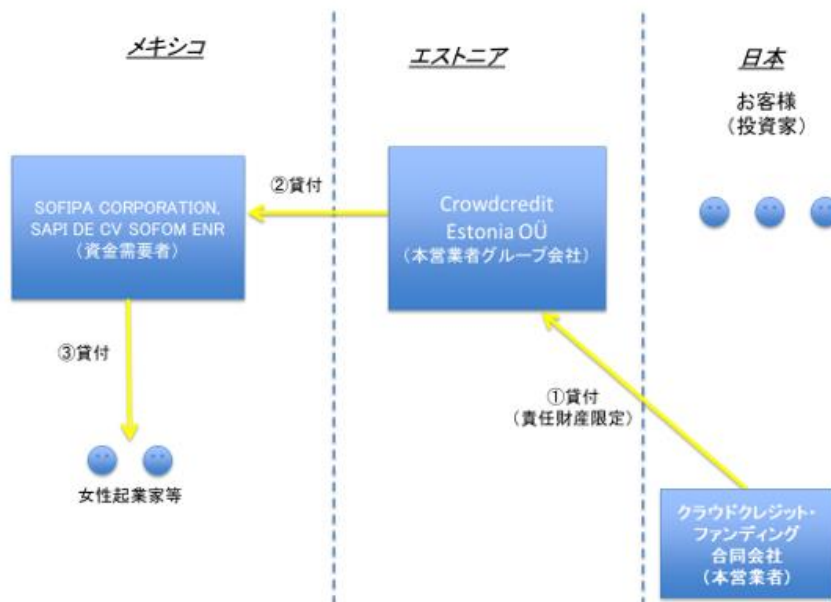 メキシコ
エストニア
日本
お客様
（投資家）
②貸付
SOFIPA CORPORATION,
SAPI DE CV SOFOM ENR
（資金需要者）
Crowdcredit
Estonia OÜ
（本営業者グループ会社）
③貸付
①貸付
（責任財産限定）
女性起業家等
クラウドクレジット・
ファンディング
合同会社
（本営業者）